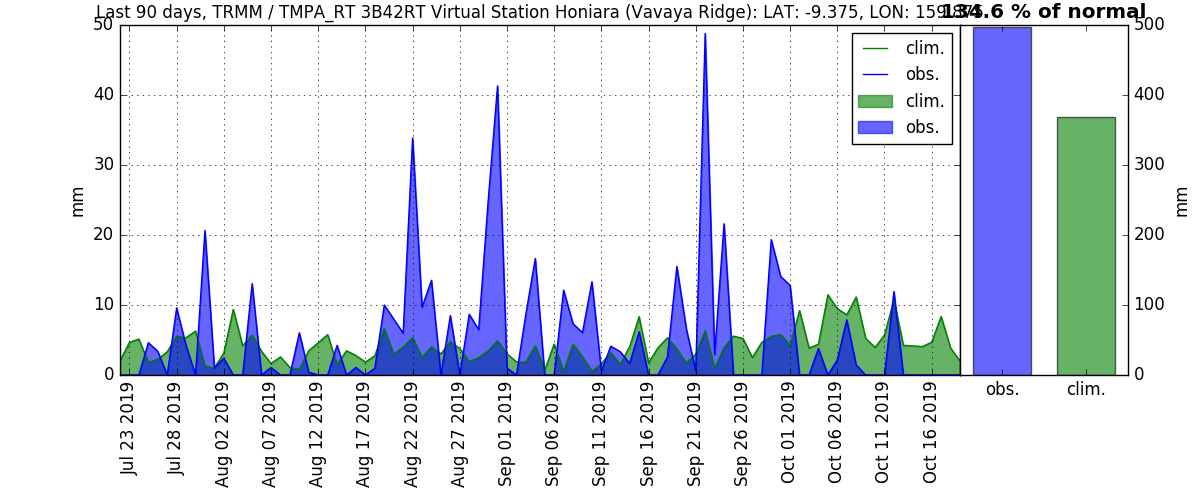 Last 90 days, TRMM / TMPA_RT 3B42RT Virtual Station Honiara (Vavaya Ridge): LAT: -9.375, LON:
134.6 % of normal
50
40
30
20
10
0
mm
clim.
obs.
clim.
obs.
500
400
300
200
100
0
mm
obs.
clim.
Jul 23 2019
Jul 28 2019
Aug 02 2019
Aug 07 2019
Aug 12 2019
Aug 17 2019
Aug 22 2019
Aug 27 2019
Sep 01 2019
Sep 06 2019
Sep 11 2019
Sep 16 2019
Sep 21 2019
Sep 26 2019
Oct 01 2019
Oct 06 2019
Oct 11 2019
Oct 16 2019